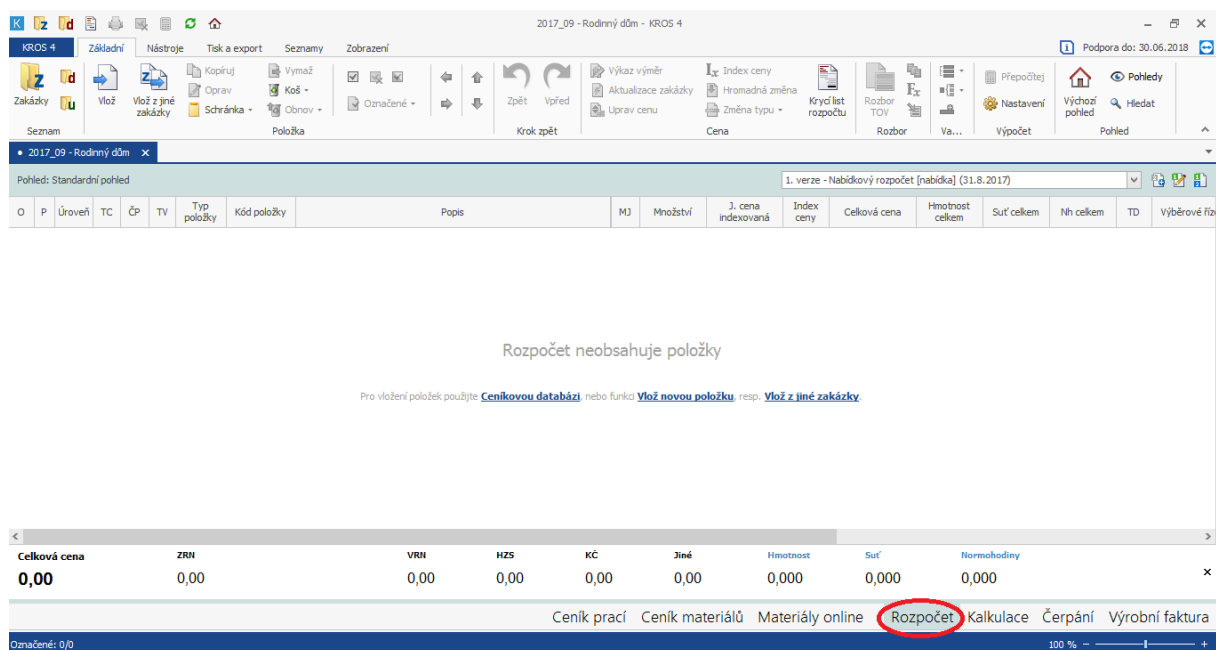 2017_09 - Rodinný dům - KROS 4
KROS 4 Základní Nástroje Tisk a export Seznamy Zobrazení Podpora do: 30.06.2018
Kopíruj Vymaž Výkaz výměr Index ceny Přepočítej Pohledy
Zakázky Vlož Vlož z jiné zakázky Oprav Koš Označené Zpět Vpřed Aktualizace zakázky Hromadná změna Krycí list rozpočtu Rozbor TOV Nastavení Výchozí pohled Hledat
Schránka Obnov Uprav cenu Změna typu
Seznam Položka Krok zpět Cena Rozbor Va... Výpočet Pohled
2017_09 - Rodinný dům
Pohled: Standardní pohled 1. verze - Nabídkový rozpočet [nabídka] (31.8.2017)
O P Úroveň TC ČP TV Typ položky Kód položky Popis MJ Množství J. cena indexovaná Index ceny Celková cena Hmotnost celkem Suť celkem Nh celkem TD Výběrové říze
Rozpočet neobsahuje položky
Pro vložení položek použijte Ceníkovou databázi, nebo funkci Vlož novou položku, resp. Vlož z jiné zakázky.
Celková cena ZRN VRN HZS KČ Jiné Hmotnost Suť Normohodiny
0,00 0,00 0,00 0,00 0,00 0,00 0,000 0,000 0,000
Ceník prací Ceník materiálů Materiály online Rozpočet Kalkulace Čerpání Výrobní faktura
Označené: 0/0 100 %